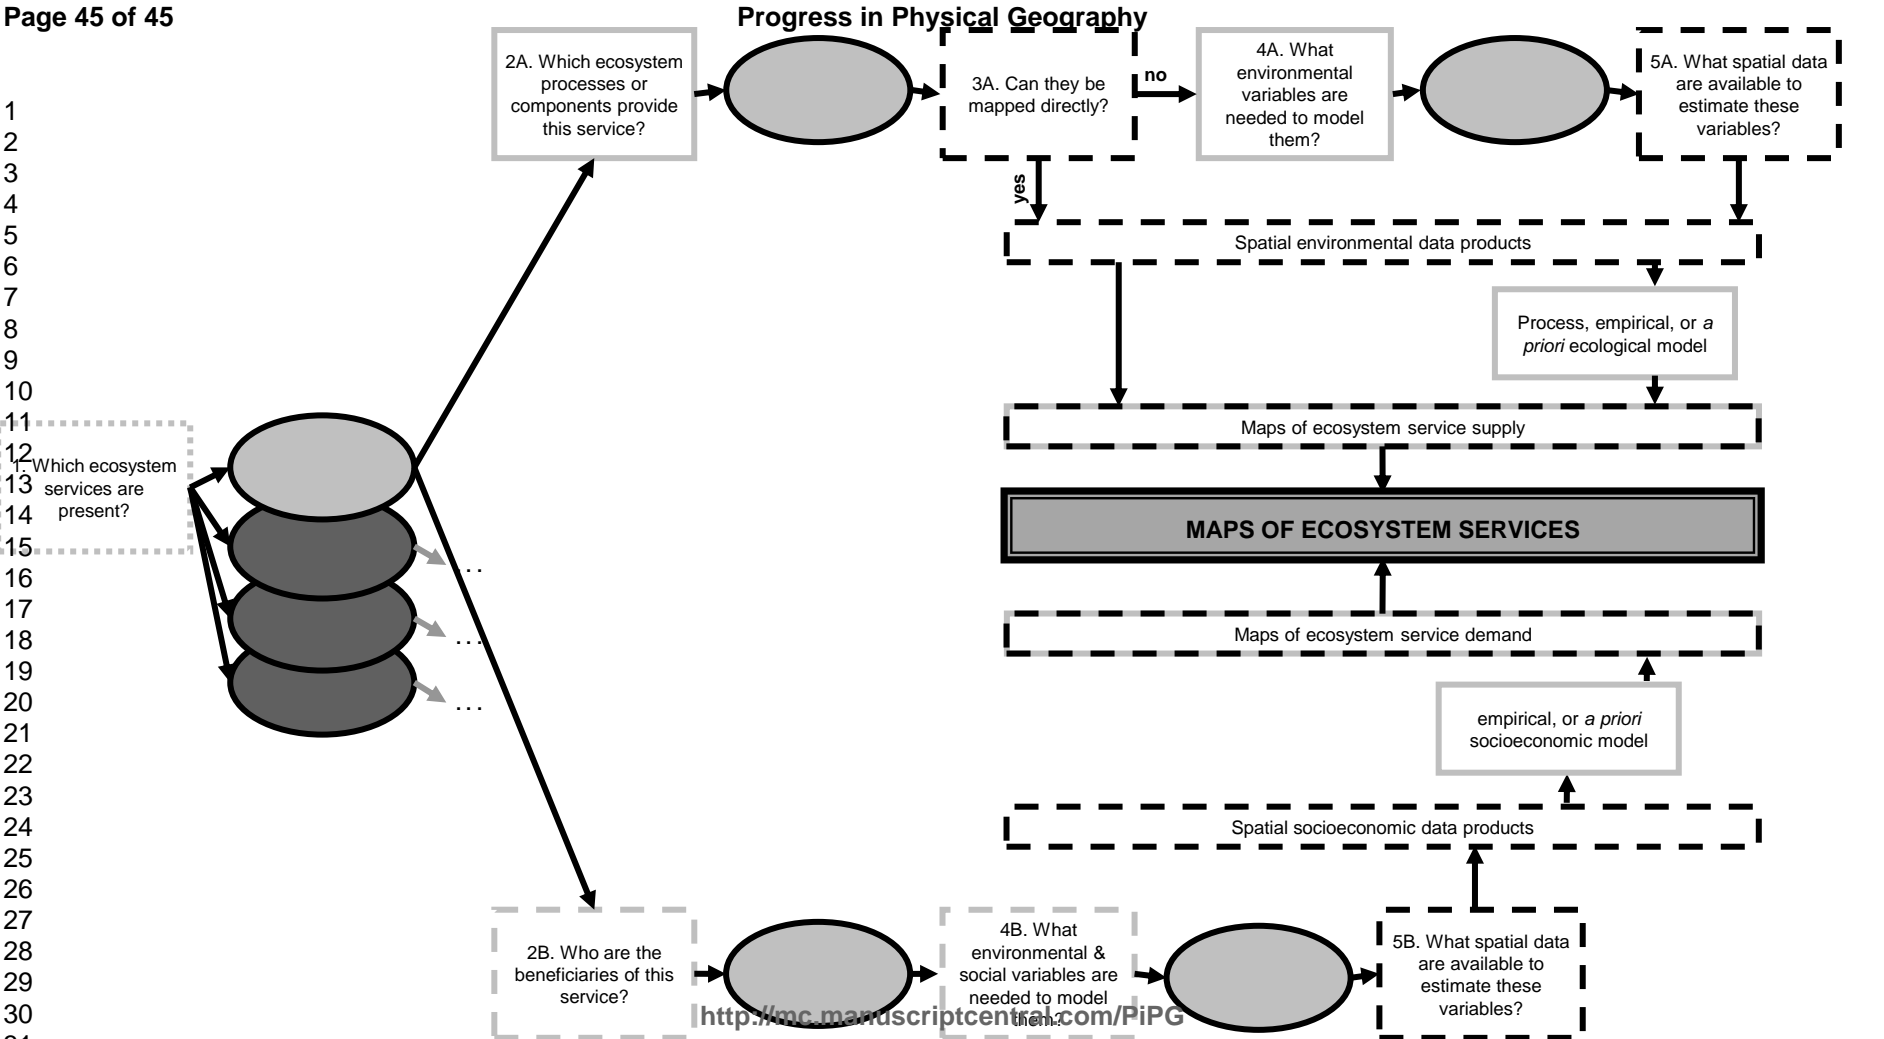 Page 45 of 45
Progress in Physical Geography
2A. Which ecosystem
processes or
components provide
this service?
3A. Can they be
mapped directly?
no
yes
4A. What
environmental
variables are
needed to model
them?
5A. What spatial data
are available to
estimate these
variables?
Spatial environmental data products
Process, empirical, or a
priori ecological model
Maps of ecosystem service supply
MAPS OF ECOSYSTEM SERVICES
Maps of ecosystem service demand
empirical, or a priori
socioeconomic model
Spatial socioeconomic data products
1. Which ecosystem
services are
present?
...
...
...
2B. Who are the
beneficiaries of this
service?
4B. What
environmental &
social variables are
needed to model
them?
5B. What spatial data
are available to
estimate these
variables?
http://mc.manuscriptcentral.com/PiPG
1
2
3
4
5
6
7
8
9
10
11
12
13
14
15
16
17
18
19
20
21
22
23
24
25
26
27
28
29
30